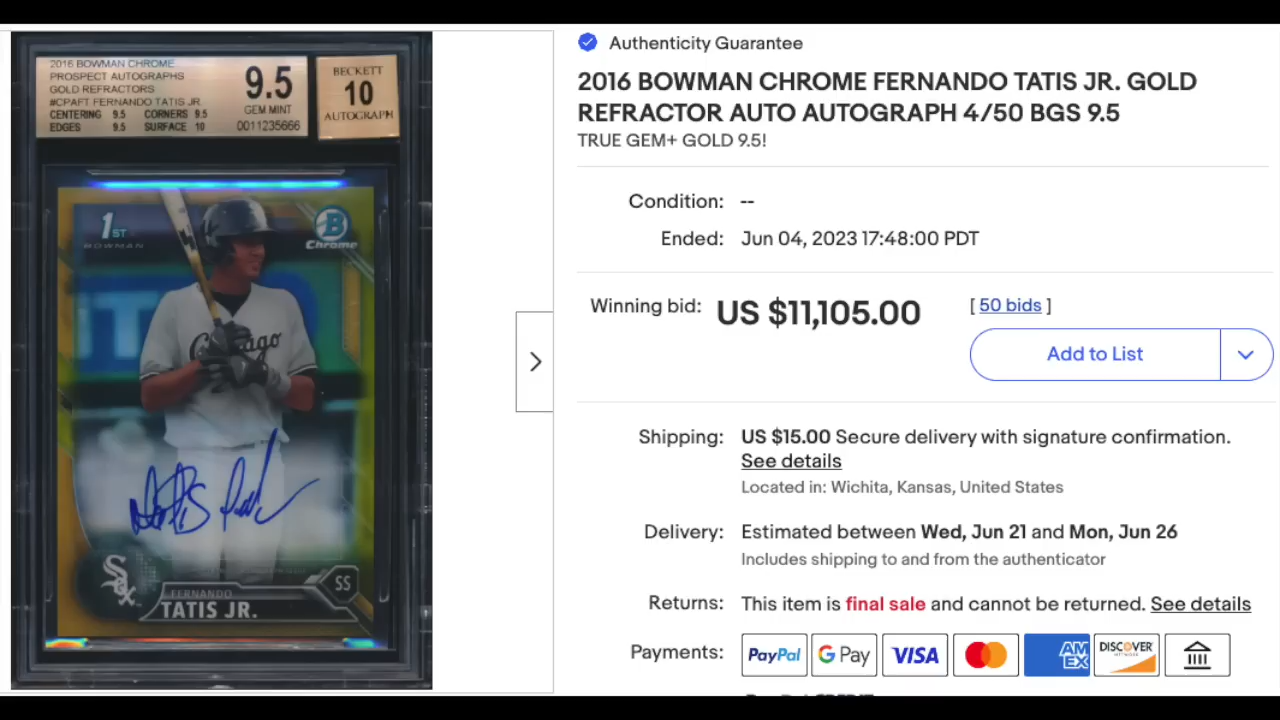 2016 BOWMAN CHROME
PROSPECT AUTOGRAPHS
GOLD REFRACTORS
#CPAFT FERNANDO TATIS JR.
CENTERING 9.5 CORNERS 9.5
EDGES 9.5 SURFACE 10
9.5
GEM MINT
0011235666
BECKETT
10
AUTOGRAPH
1ST
BOWMAN
B
Chrome
Chicago
Sox
SS
FERNANDO
TATIS JR.
Authenticity Guarantee
2016 BOWMAN CHROME FERNANDO TATIS JR. GOLD
REFRACTOR AUTO AUTOGRAPH 4/50 BGS 9.5
TRUE GEM+ GOLD 9.5!
Condition: --
Ended: Jun 04, 2023 17:48:00 PDT
Winning bid: US $11,105.00 [ 50 bids ]
Add to List
Shipping: US $15.00 Secure delivery with signature confirmation.
See details
Located in: Wichita, Kansas, United States
Delivery: Estimated between Wed, Jun 21 and Mon, Jun 26
Includes shipping to and from the authenticator
Returns: This item is final sale and cannot be returned. See details
Payments: PayPal G Pay VISA AM EX DISCOVER